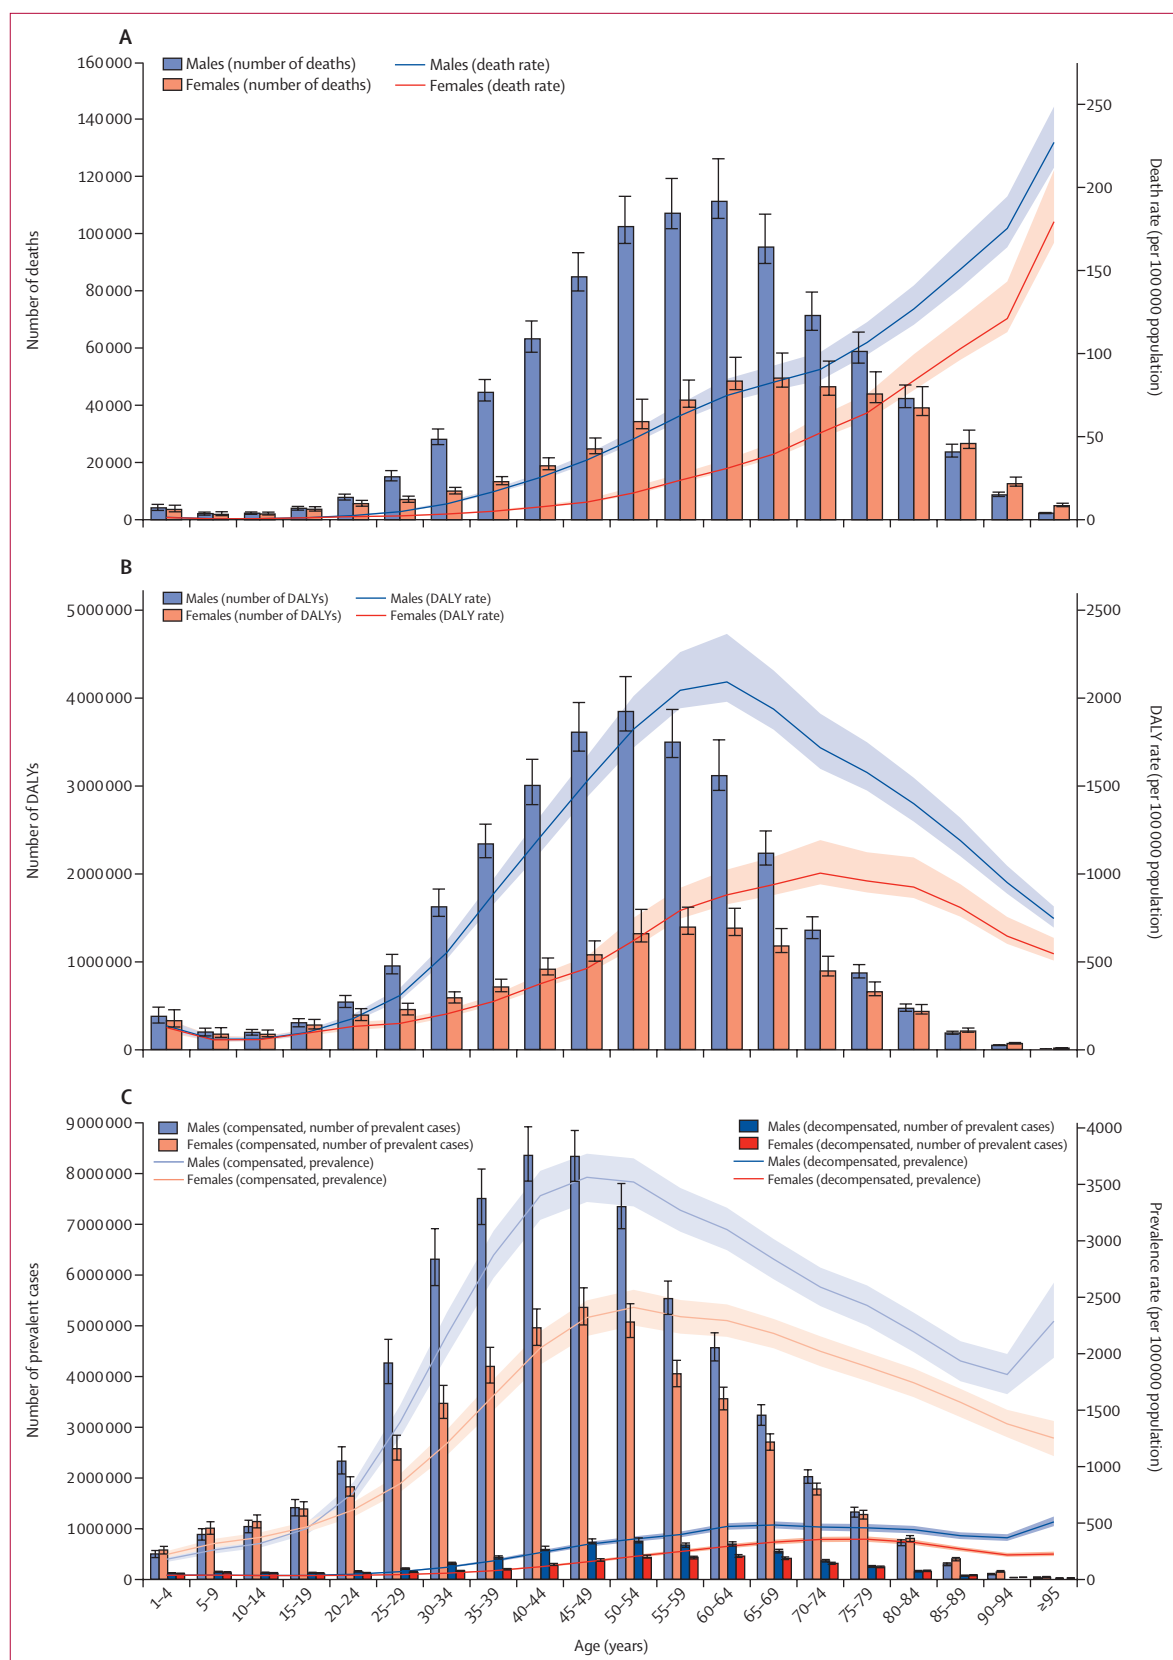 A
Males (number of deaths)
Females (number of deaths)
Males (death rate)
Females (death rate)
160 000
140 000
120 000
100 000
80 000
60 000
40 000
20 000
0
Number of deaths
250
200
150
100
50
0
Death rate (per 100 000 population)
B
Males (number of DALYs)
Females (number of DALYs)
Males (DALY rate)
Females (DALY rate)
5 000 000
4 000 000
3 000 000
2 000 000
1 000 000
0
Number of DALYs
2500
2000
1500
1000
500
0
DALY rate (per 100 000 population)
C
Males (compensated, number of prevalent cases)
Females (compensated, number of prevalent cases)
Males (compensated, prevalence)
Females (compensated, prevalence)
Males (decompensated, number of prevalent cases)
Females (decompensated, number of prevalent cases)
Males (decompensated, prevalence)
Females (decompensated, prevalence)
9 000 000
8 000 000
7 000 000
6 000 000
5 000 000
4 000 000
3 000 000
2 000 000
1 000 000
0
Number of prevalent cases
4000
3500
3000
2500
2000
1500
1000
500
0
Prevalence rate (per 100 000 population)
1–4
5–9
10–14
15–19
20–24
25–29
30–34
35–39
40–44
45–49
50–54
55–59
60–64
65–69
70–74
75–79
80–84
85–89
90–94
≥95
Age (years)